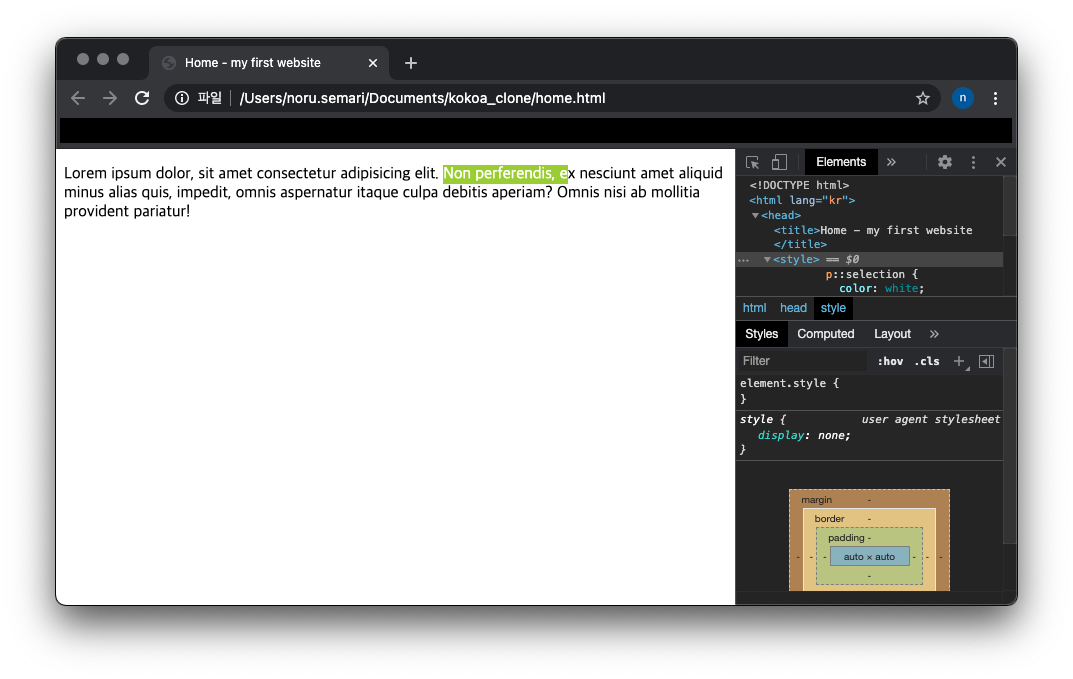 Home - my first website
파일 /Users/noru.semari/Documents/kokoa_clone/home.html
n
Lorem ipsum dolor, sit amet consectetur adipisicing elit. Non perferendis, ex nesciunt amet aliquid
minus alias quis, impedit, omnis aspernatur itaque culpa debitis aperiam? Omnis nisi ab mollitia
provident pariatur!
Elements »
<!DOCTYPE html>
<html lang="kr">
▼<head>
<title>Home - my first website
</title>
… ▼<style> == $0
p::selection {
color: white;
html head style
Styles Computed Layout »
Filter :hov .cls +
element.style {
}
style { user agent stylesheet
display: none;
}
margin -
border -
padding -
- - - auto × auto - - -
-